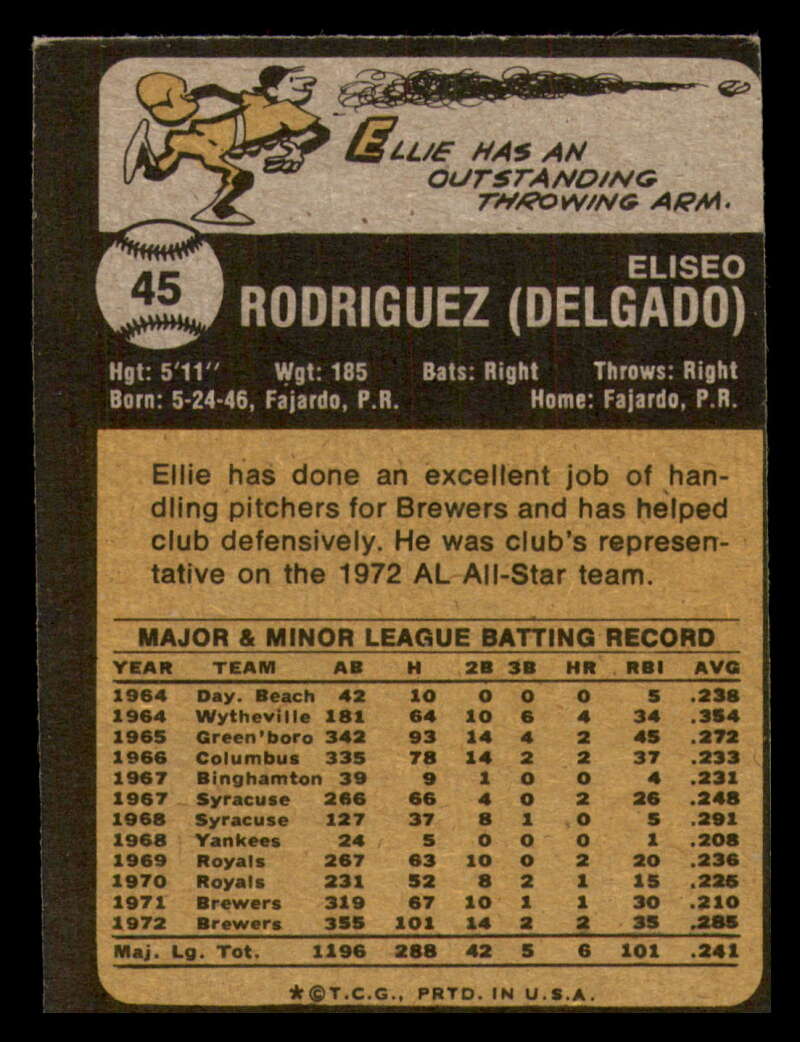 ELLIE HAS AN
OUTSTANDING
THROWING ARM.
45
ELISEO
RODRIGUEZ (DELGADO)
Hgt: 5'11" Wgt: 185 Bats: Right Throws: Right
Born: 5-24-46, Fajardo, P.R. Home: Fajardo, P.R.
Ellie has done an excellent job of han-
dling pitchers for Brewers and has helped
club defensively. He was club's represen-
tative on the 1972 AL All-Star team.
MAJOR & MINOR LEAGUE BATTING RECORD
YEAR TEAM AB H 2B 3B HR RBI AVG
1964 Day. Beach 42 10 0 0 0 5 .238
1964 Wytheville 181 64 10 6 4 34 .354
1965 Green'boro 342 93 14 4 2 45 .272
1966 Columbus 335 78 14 2 2 37 .233
1967 Binghamton 39 9 1 0 0 4 .231
1967 Syracuse 266 66 4 0 2 26 .248
1968 Syracuse 127 37 8 1 0 5 .291
1968 Yankees 24 5 0 0 0 1 .208
1969 Royals 267 63 10 0 2 20 .236
1970 Royals 231 52 8 2 1 15 .225
1971 Brewers 319 67 10 1 1 30 .210
1972 Brewers 355 101 14 2 2 35 .285
Maj. Lg. Tot. 1196 288 42 5 6 101 .241
*©T.C.G., PRTD. IN U.S.A.